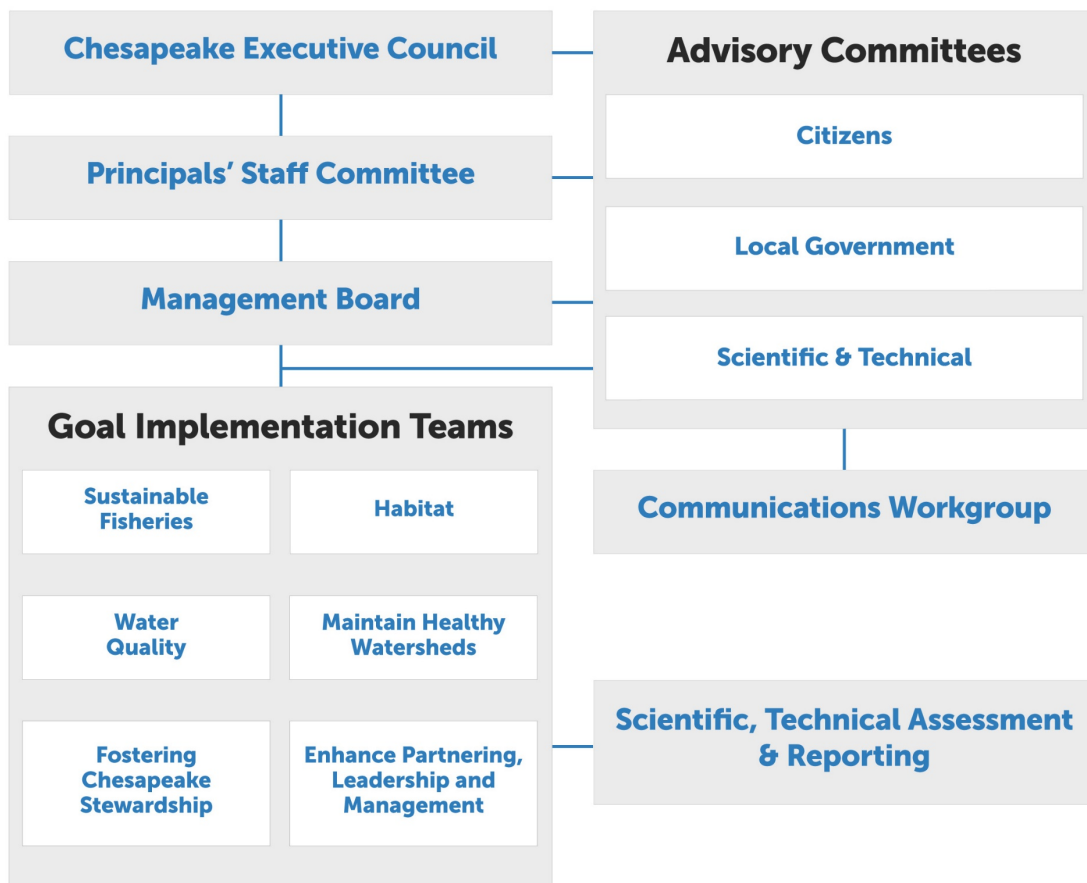 Chesapeake Executive Council
Principals’ Staff Committee
Management Board
Advisory Committees
Citizens
Local Government
Scientific & Technical
Goal Implementation Teams
Sustainable
Fisheries
Habitat
Water
Quality
Maintain Healthy
Watersheds
Fostering
Chesapeake
Stewardship
Enhance Partnering,
Leadership and
Management
Communications Workgroup
Scientific, Technical Assessment
& Reporting